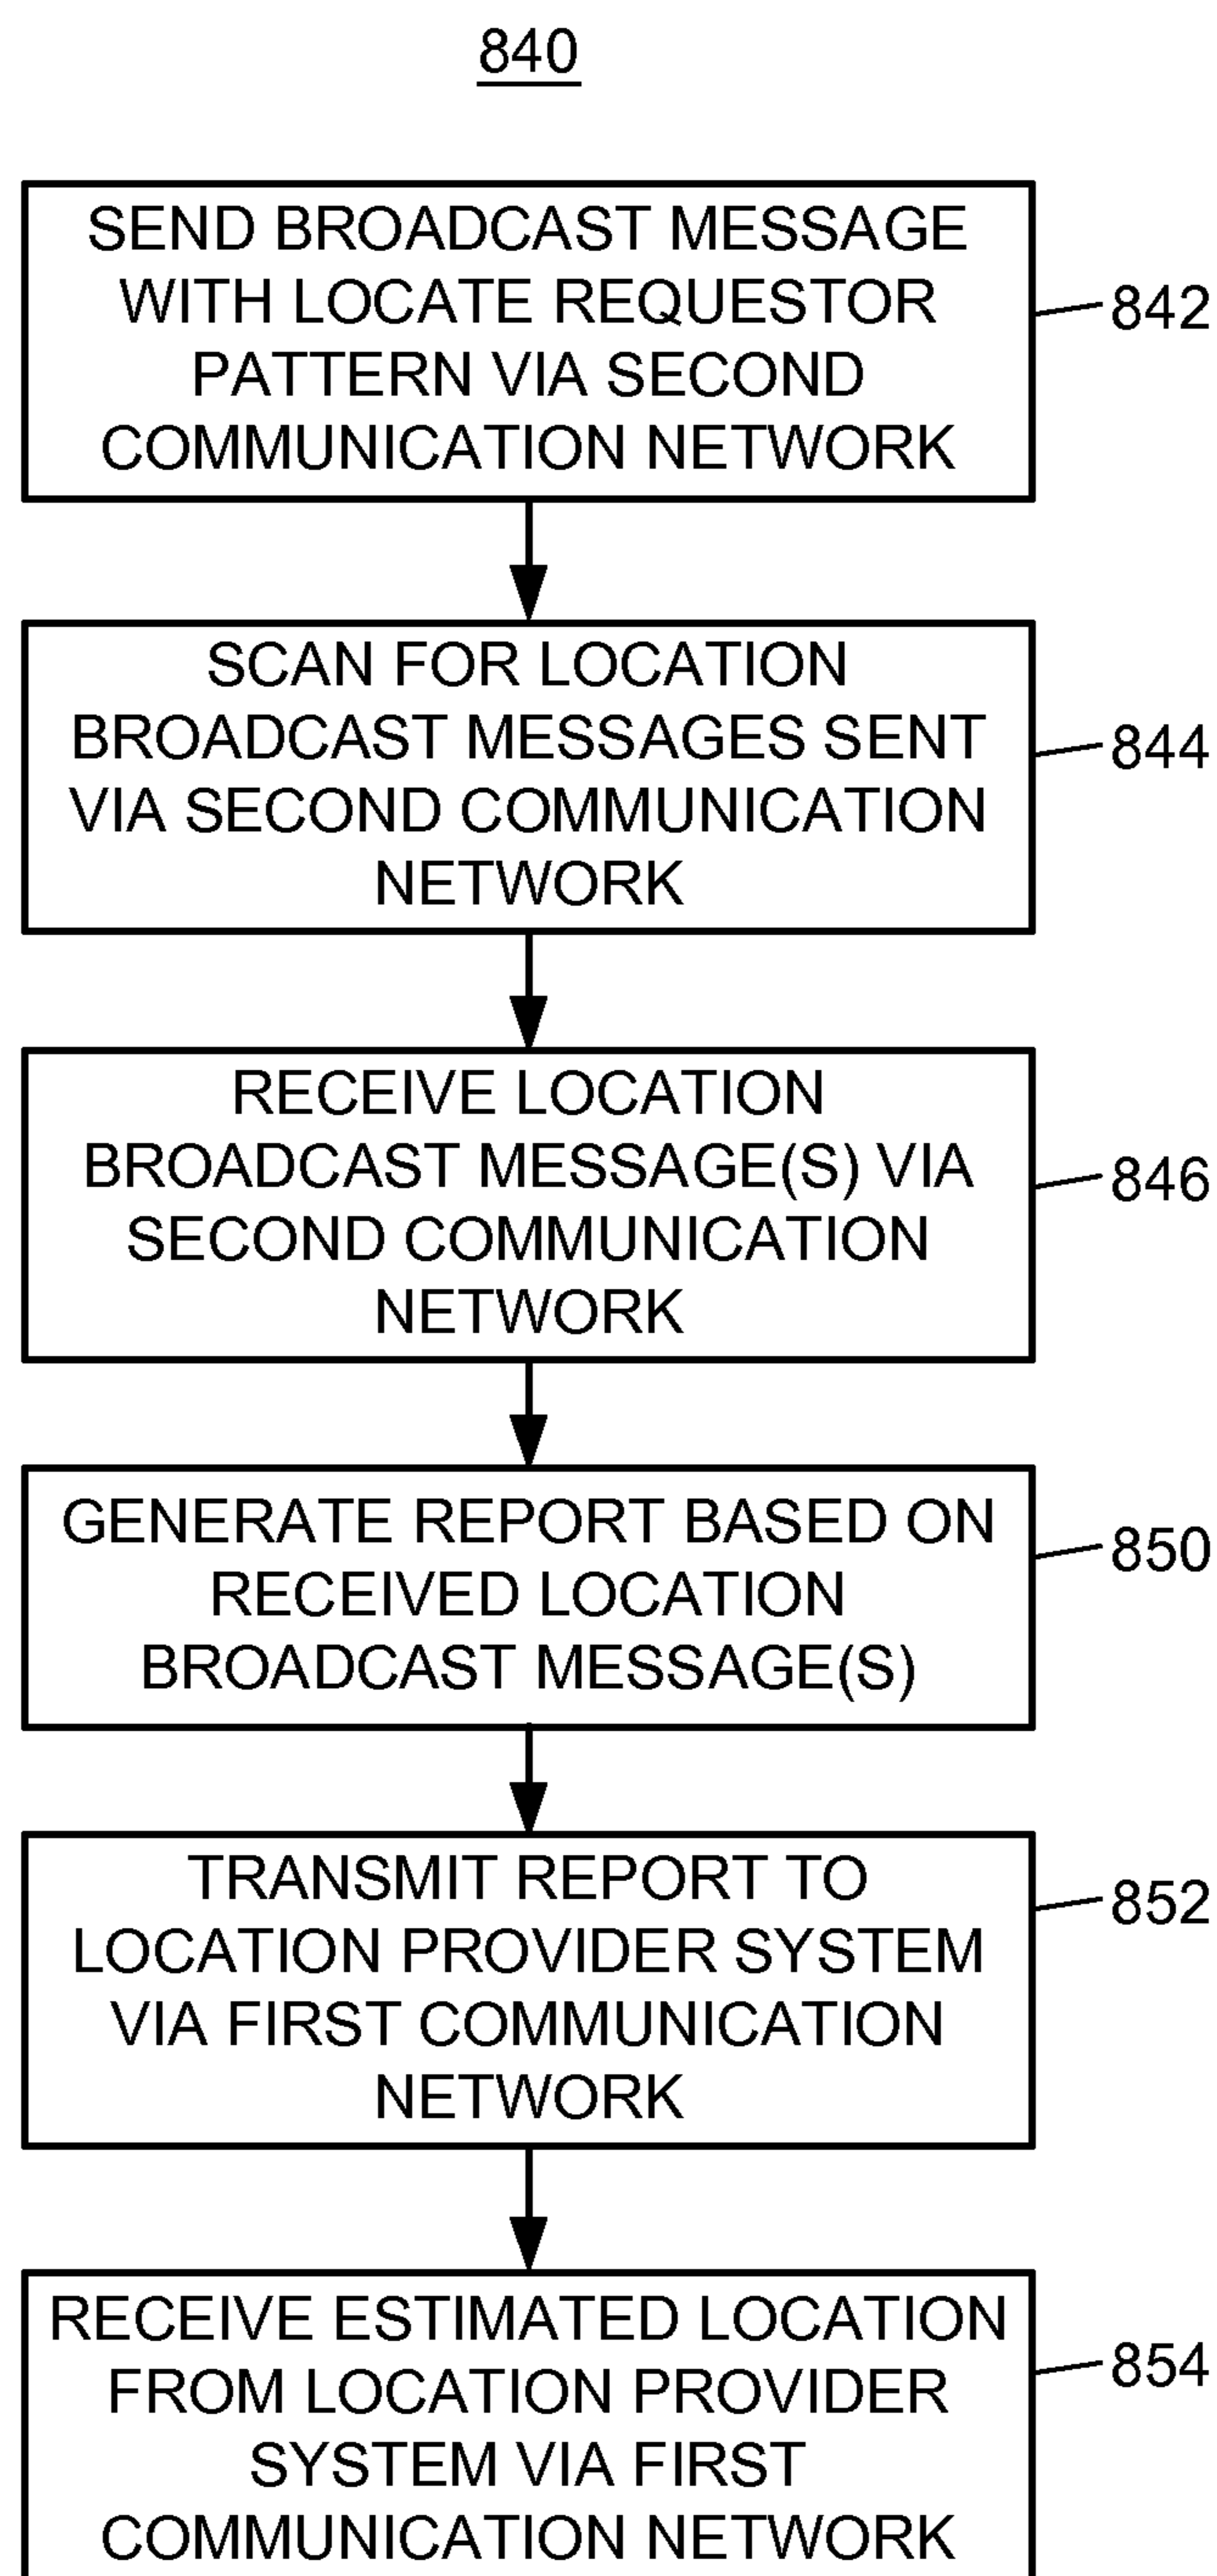 840
SEND BROADCAST MESSAGE
WITH LOCATE REQUESTOR
PATTERN VIA SECOND
COMMUNICATION NETWORK
842
SCAN FOR LOCATION
BROADCAST MESSAGES SENT
VIA SECOND COMMUNICATION
NETWORK
844
RECEIVE LOCATION
BROADCAST MESSAGE(S) VIA
SECOND COMMUNICATION
NETWORK
846
GENERATE REPORT BASED ON
RECEIVED LOCATION
BROADCAST MESSAGE(S)
850
TRANSMIT REPORT TO
LOCATION PROVIDER SYSTEM
VIA FIRST COMMUNICATION
NETWORK
852
RECEIVE ESTIMATED LOCATION
FROM LOCATION PROVIDER
SYSTEM VIA FIRST
COMMUNICATION NETWORK
854